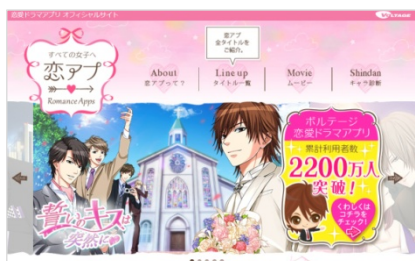 恋愛ドラマアプリ オフィシャルサイト
すべての女子へ
恋アプ
Romance Apps
恋アプ
全タイトルを
ご紹介。
About
恋アプって？
Line up
タイトル一覧
Movie
ムービー
Shindan
キャラ診断
誓いのキスは
突然に
ボルテージ
恋愛ドラマアプリ
累計利用者数
2200万人
突破！
くわしくは
コチラを
チェック！